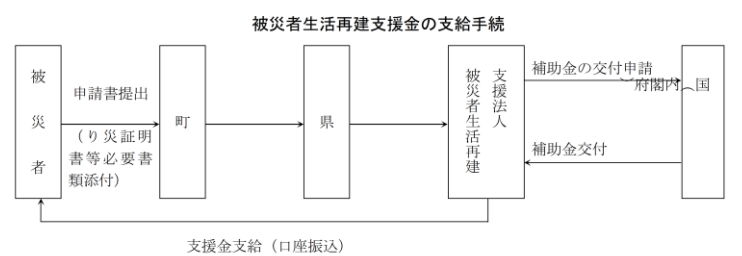 被災者生活再建支援金の支給手続
被災者
申請書提出
（り災証明
書等必要書
類添付）
町
県
支援法人
被災者生活再建
補助金の交付申請
補助金交付
国（内閣府）
支援金支給（口座振込）